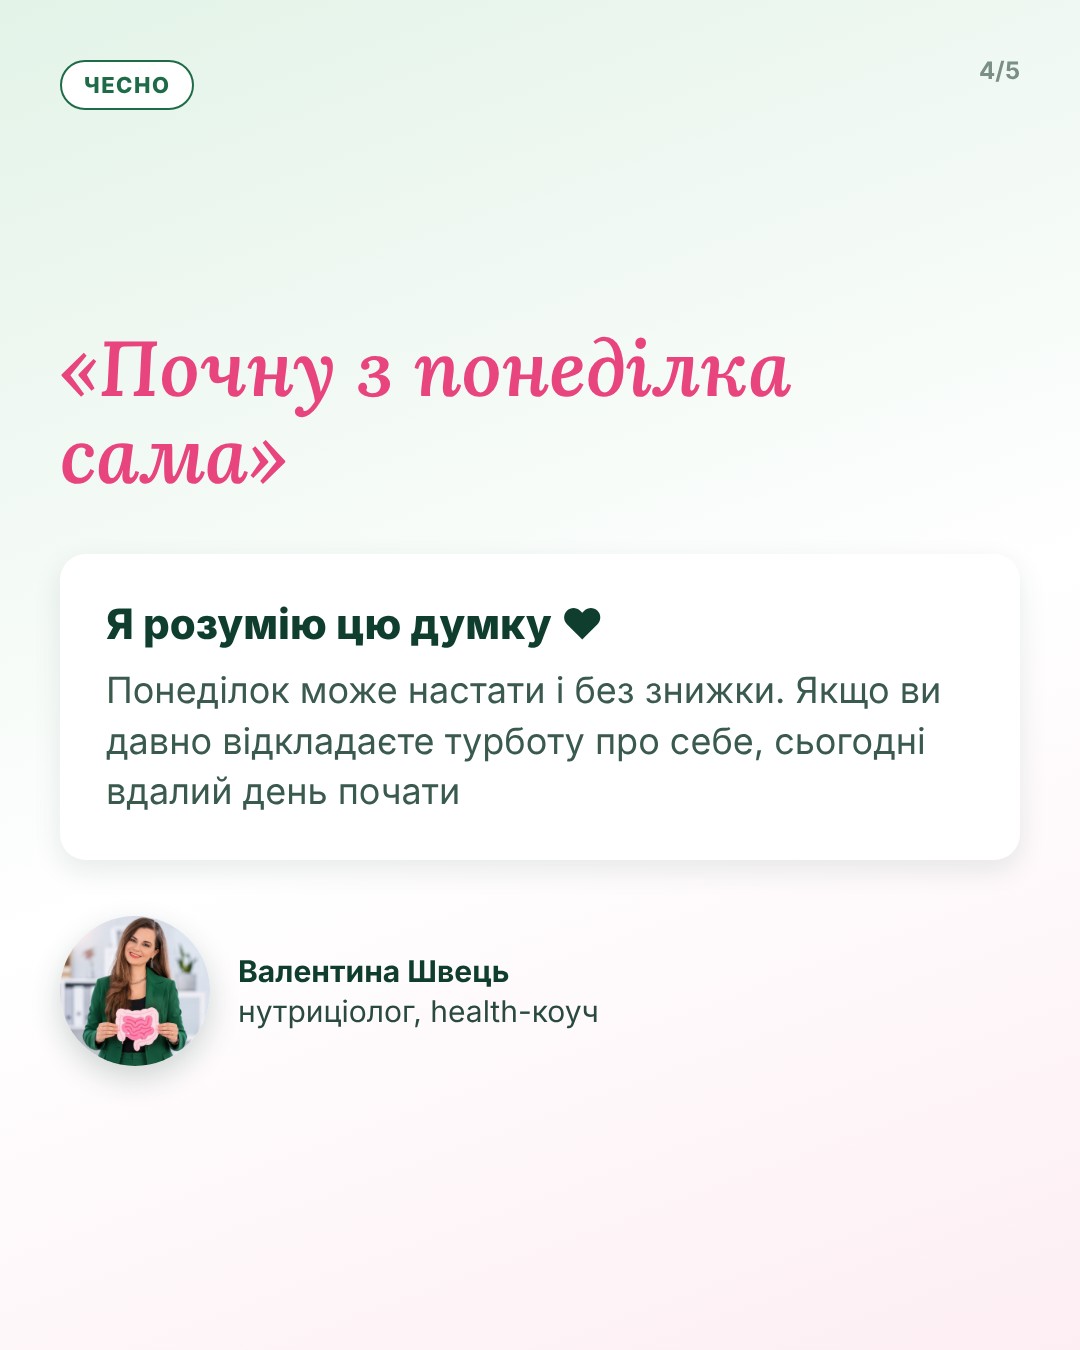 ЧЕСНО
4/5
«Почну з понеділка
сама»
Я розумію цю думку ♥
Понеділок може настати і без знижки. Якщо ви
давно відкладаєте турботу про себе, сьогодні
вдалий день почати
Валентина Швець
нутриціолог, health-коуч